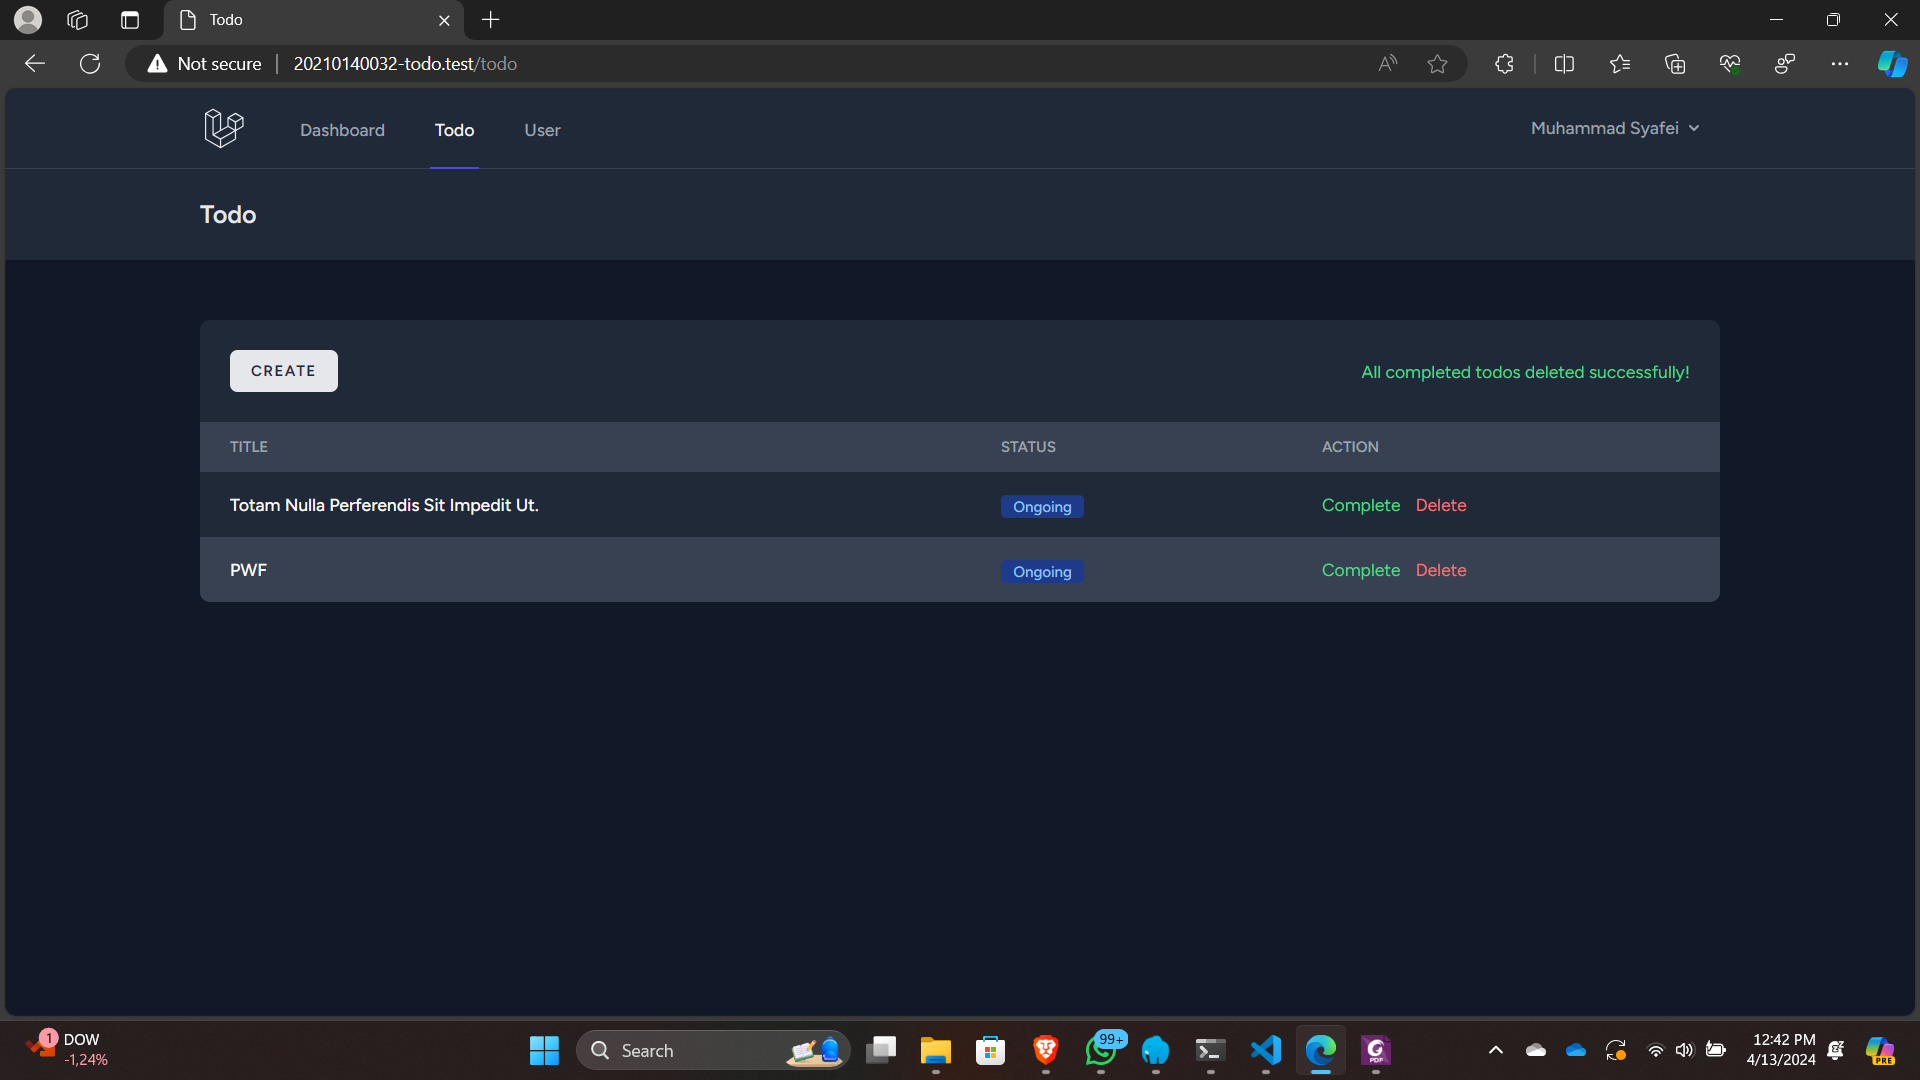 Todo
Not secure 20210140032-todo.test/todo
Dashboard Todo User Muhammad Syafei
Todo
CREATE All completed todos deleted successfully!
TITLE STATUS ACTION
Totam Nulla Perferendis Sit Impedit Ut. Ongoing Complete Delete
PWF Ongoing Complete Delete
1 DOW
-1,24%
Search
99+
PDF
12:42 PM
4/13/2024
PRE